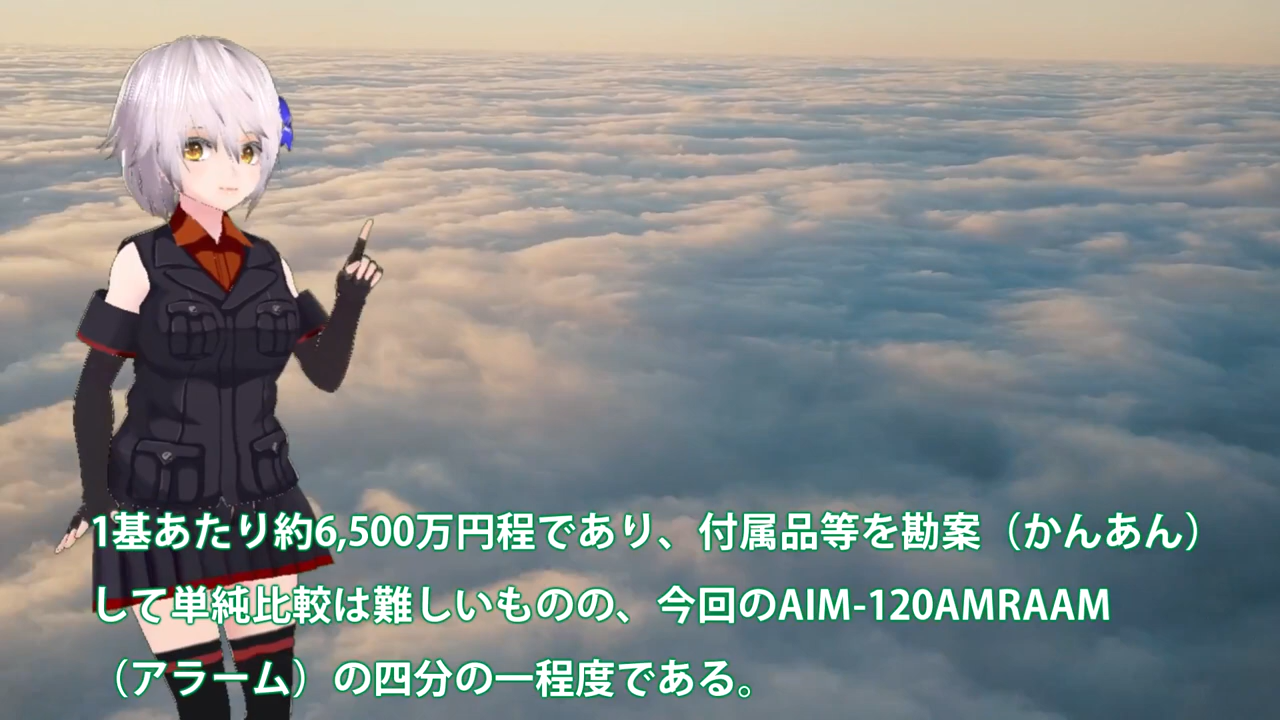 1基あたり約6,500万円程であり、付属品等を勘案（かんあん）
して単純比較は難しいものの、今回のAIM-120AMRAAM
（アラーム）の四分の一程度である。